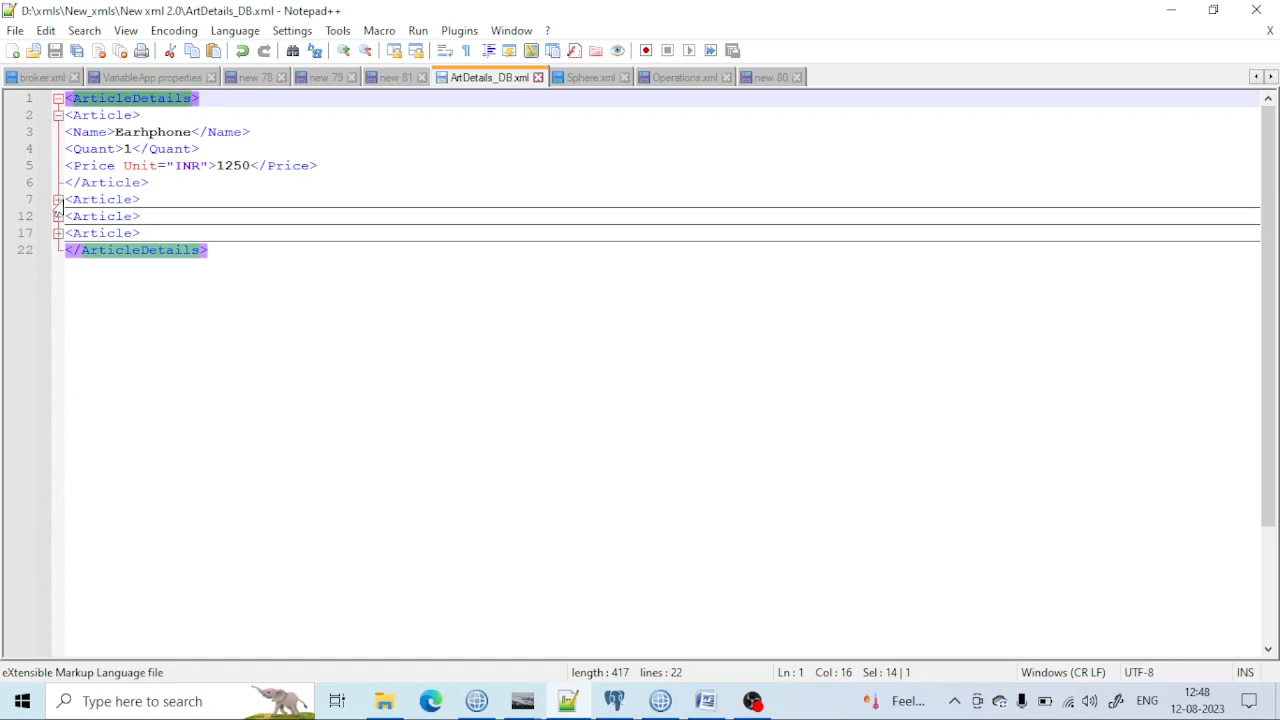 D:\xmls\New_xmls\New xml 2.0\ArtDetails_DB.xml - Notepad++
File Edit Search View Encoding Language Settings Tools Macro Run Plugins Window ? X
broker.xml VariableApp.properties new 78 new 79 new 81 ArtDetails_DB.xml Sphere.xml Operations.xml new 80
1 <ArticleDetails>
2 <Article>
3 <Name>Earhphone</Name>
4 <Quant>1</Quant>
5 <Price Unit="INR">1250</Price>
6 </Article>
7 <Article>
12 <Article>
17 <Article>
22 </ArticleDetails>
eXtensible Markup Language file length : 417 lines : 22 Ln : 1 Col : 16 Sel : 14 | 1 Windows (CR LF) UTF-8 INS
Type here to search Feel... ENG 12:48
12-08-2023